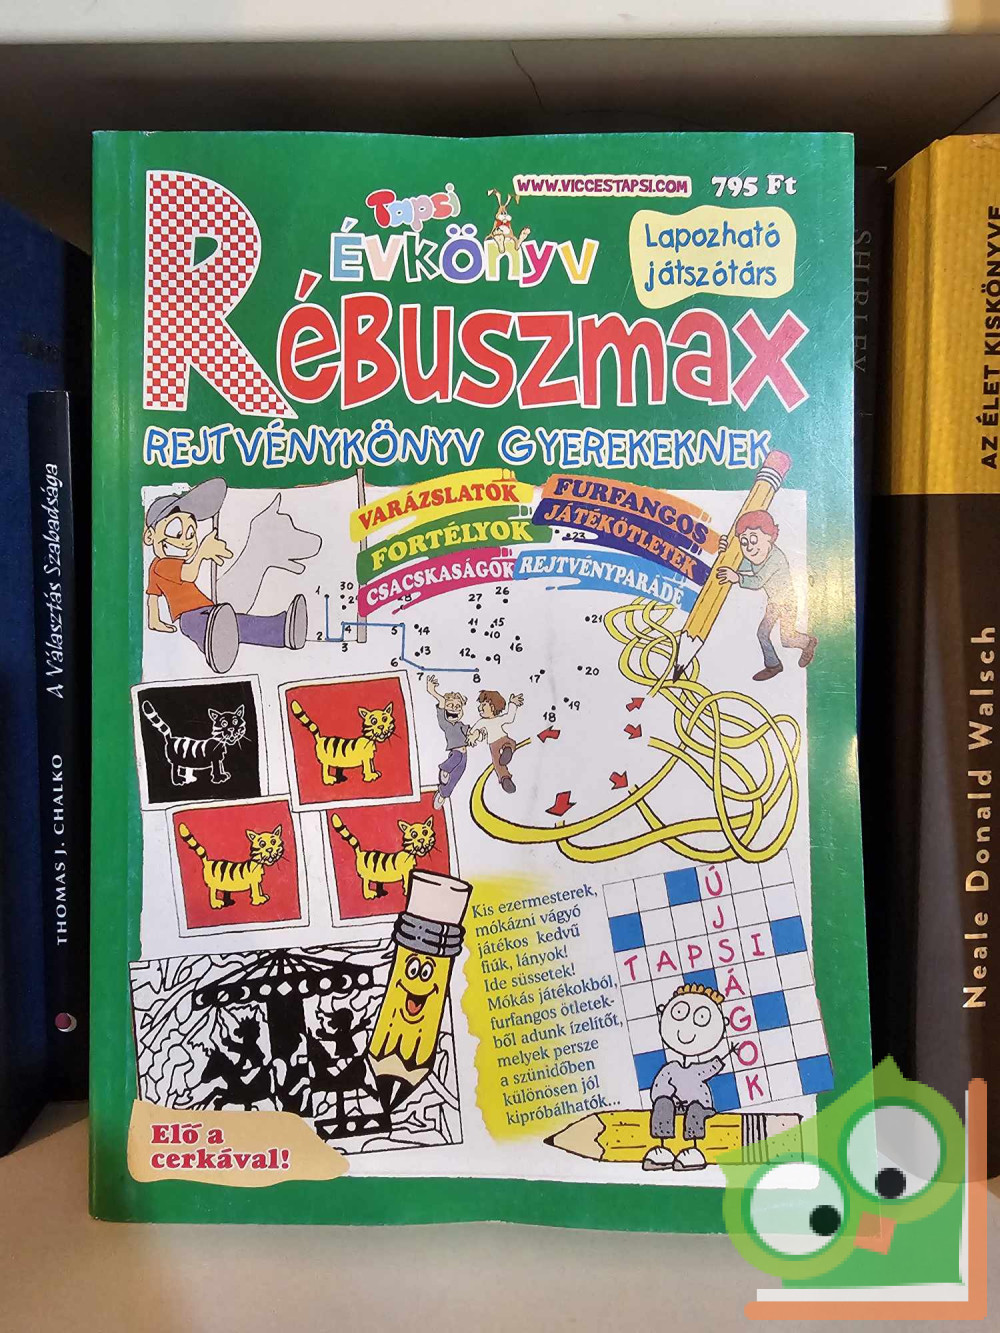 WWW.VICCESTAPSI.COM
795 Ft
Tapsi
ÉVKÖNYV
Lapozható
játszótárs
RÉBUSZMAX
REJTVÉNYKÖNYV GYEREKEKNEK
VARÁZSLATOK
FORTÉLYOK
CSACSKASÁGOK
FURFANGOS
JÁTÉKÖTLETEK
REJTVÉNYPARÁDÉ
Kis ezermesterek,
mókázni vágyó
játékos kedvű
fiúk, lányok!
Ide süssetek!
Mókás játékokból,
furfangos ötletek-
ből adunk ízelítőt,
melyek persze
a szünidőben
különösen jól
kipróbálhatók...
TAPSI
ÚJSÁGOK
Elő a
cerkával!
THOMAS J. CHALKO
A Választás Szabadsága
SHIRLEY
AZ ÉLET KISKÖNYVE
Neale Donald Walsch